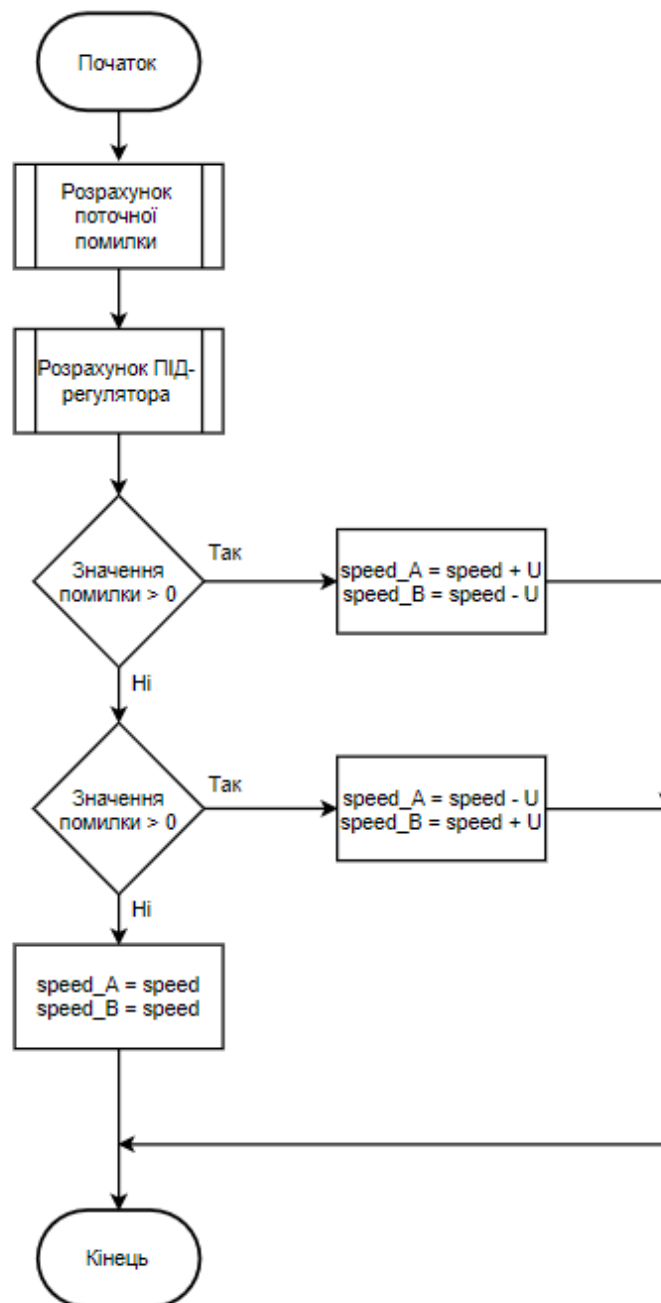 Початок
Розрахунок
поточної
помилки
Розрахунок ПІД-
регулятора
Значення
помилки > 0
Так
speed_A = speed + U
speed_B = speed - U
Ні
Значення
помилки > 0
Так
speed_A = speed - U
speed_B = speed + U
Ні
speed_A = speed
speed_B = speed
Кінець